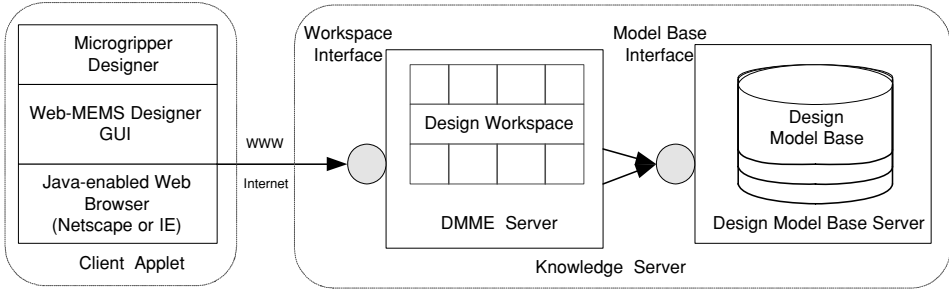 Microgripper
Designer
Web-MEMS Designer
GUI
Java-enabled Web
Browser
(Netscape or IE)
Client Applet
WWW
Internet
Workspace
Interface
Design Workspace
DMME Server
Model Base
Interface
Design
Model Base
Design Model Base Server
Knowledge Server